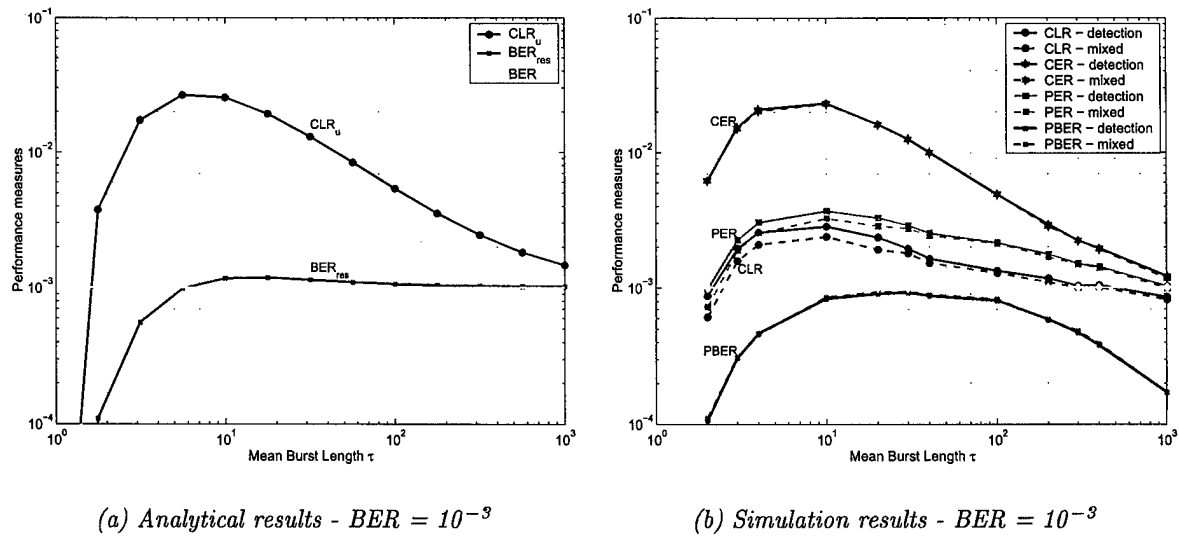 10^-1
10^-2
10^-3
10^-4
Performance measures
CLR_u
BER_res
BER
CLR_u
BER_res
10^0
10^1
10^2
10^3
Mean Burst Length τ
(a) Analytical results - BER = 10^-3
10^-1
10^-2
10^-3
10^-4
Performance measures
CLR – detection
CLR – mixed
CER – detection
CER – mixed
PER – detection
PER – mixed
PBER – detection
PBER – mixed
CER
PER
CLR
PBER
10^0
10^1
10^2
10^3
Mean Burst Length τ
(b) Simulation results - BER = 10^-3